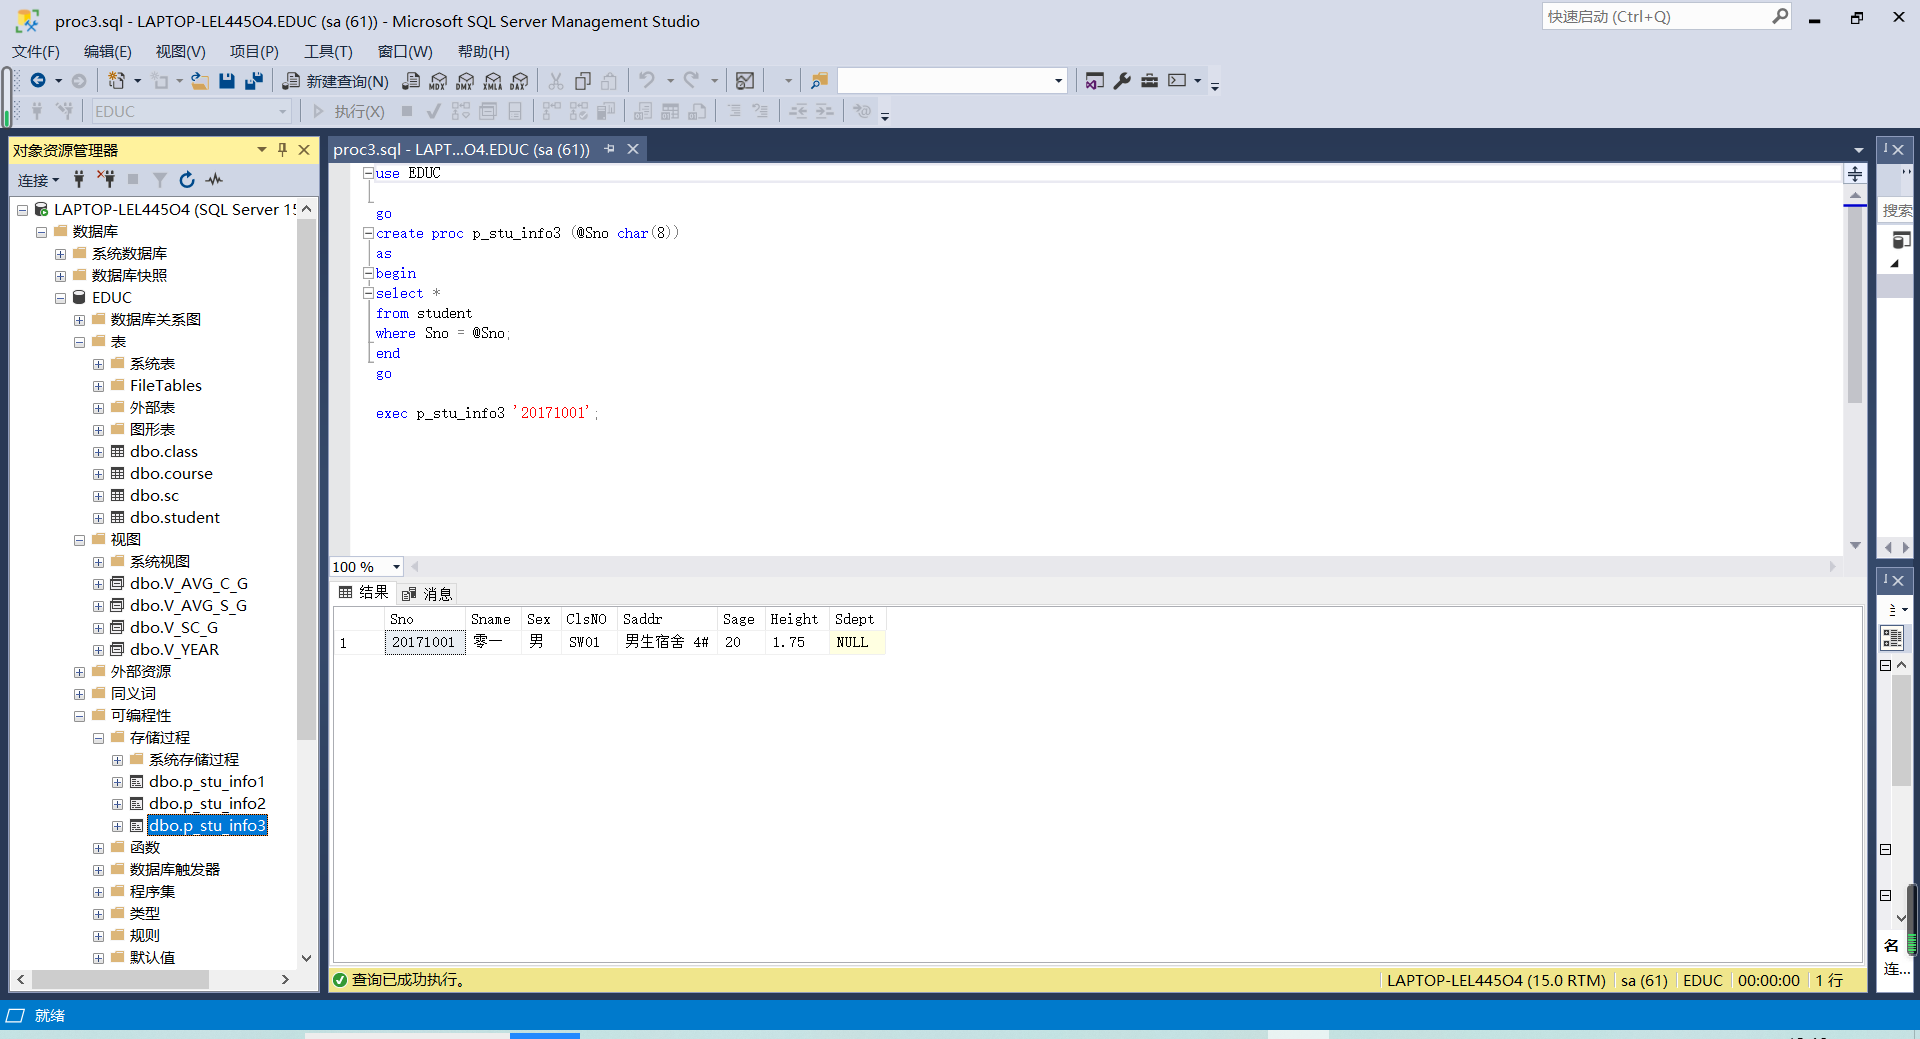 proc3.sql - LAPTOP-LEL445O4.EDUC (sa (61)) - Microsoft SQL Server Management Studio
快速启动 (Ctrl+Q)
文件(F) 编辑(E) 视图(V) 项目(P) 工具(T) 窗口(W) 帮助(H)
新建查询(N) MDX DMX XMLA DAX
EDUC 执行(X)
对象资源管理器
连接
LAPTOP-LEL445O4 (SQL Server 15
数据库
系统数据库
数据库快照
EDUC
数据库关系图
表
系统表
FileTables
外部表
图形表
dbo.class
dbo.course
dbo.sc
dbo.student
视图
系统视图
dbo.V_AVG_C_G
dbo.V_AVG_S_G
dbo.V_SC_G
dbo.V_YEAR
外部资源
同义词
可编程性
存储过程
系统存储过程
dbo.p_stu_info1
dbo.p_stu_info2
dbo.p_stu_info3
函数
数据库触发器
程序集
类型
规则
默认值
proc3.sql - LAPT...O4.EDUC (sa (61))
use EDUC
go
create proc p_stu_info3 (@Sno char(8))
as
begin
select *
from student
where Sno = @Sno;
end
go
exec p_stu_info3 '20171001';
100 %
结果 消息
Sno Sname Sex ClsNO Saddr Sage Height Sdept
1 20171001 零一 男 SW01 男生宿舍 4# 20 1.75 NULL
查询已成功执行。
LAPTOP-LEL445O4 (15.0 RTM) sa (61) EDUC 00:00:00 1 行
搜索
名
连...
就绪